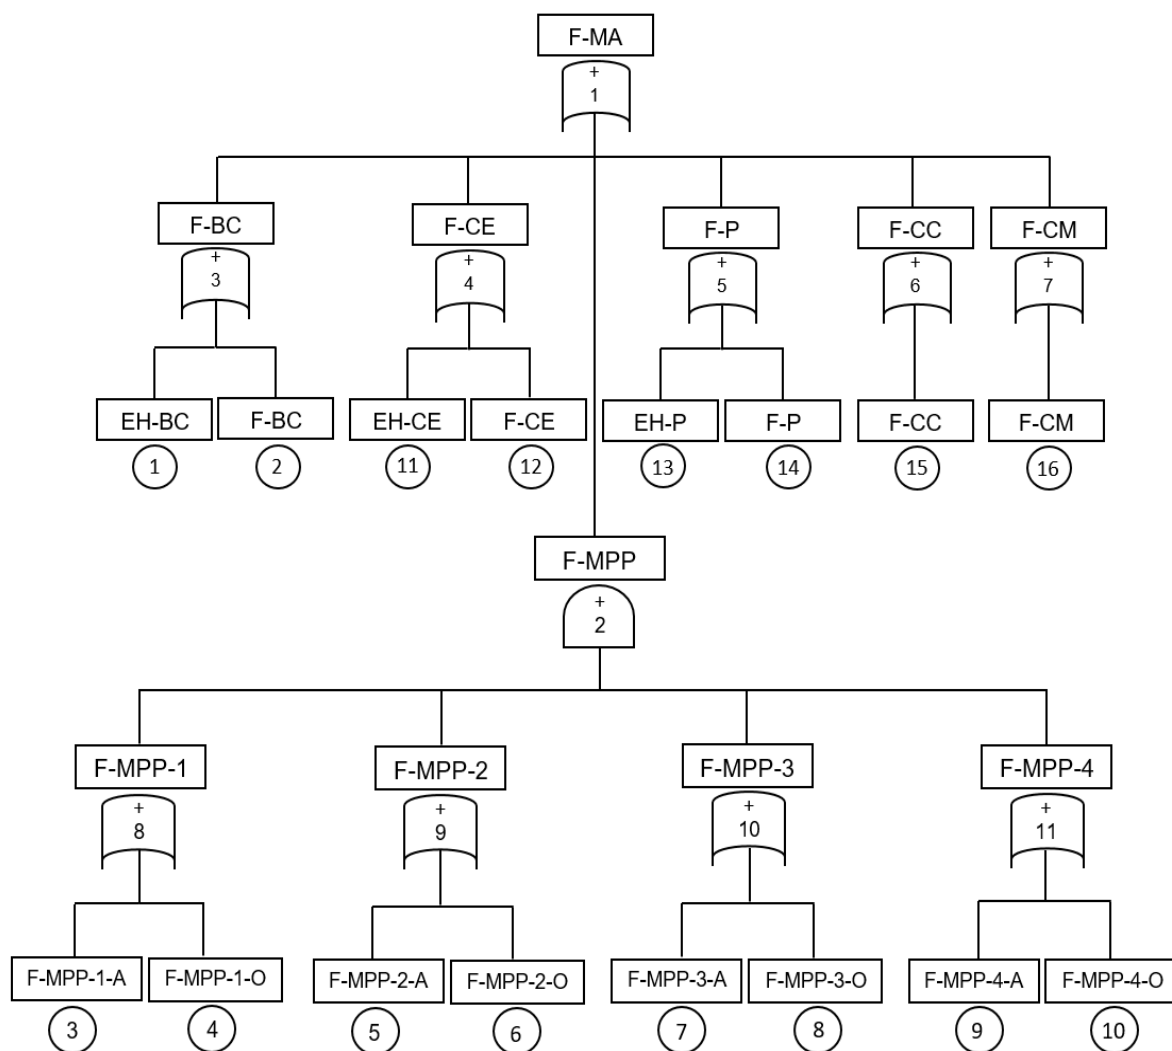 F-MA
+
1
F-BC
F-CE
F-P
F-CC
F-CM
+
3
+
4
+
5
+
6
+
7
EH-BC
F-BC
EH-CE
F-CE
EH-P
F-P
F-CC
F-CM
1
2
11
12
13
14
15
16
F-MPP
+
2
F-MPP-1
F-MPP-2
F-MPP-3
F-MPP-4
+
8
+
9
+
10
+
11
F-MPP-1-A
F-MPP-1-O
F-MPP-2-A
F-MPP-2-O
F-MPP-3-A
F-MPP-3-O
F-MPP-4-A
F-MPP-4-O
3
4
5
6
7
8
9
10